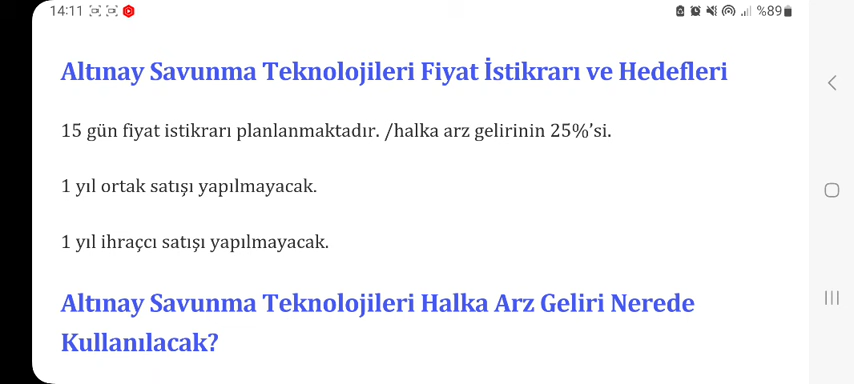 14:11 %89
Altınay Savunma Teknolojileri Fiyat İstikrarı ve Hedefleri
15 gün fiyat istikrarı planlanmaktadır. /halka arz gelirinin 25%’si.
1 yıl ortak satışı yapılmayacak.
1 yıl ihraçcı satışı yapılmayacak.
Altınay Savunma Teknolojileri Halka Arz Geliri Nerede
Kullanılacak?